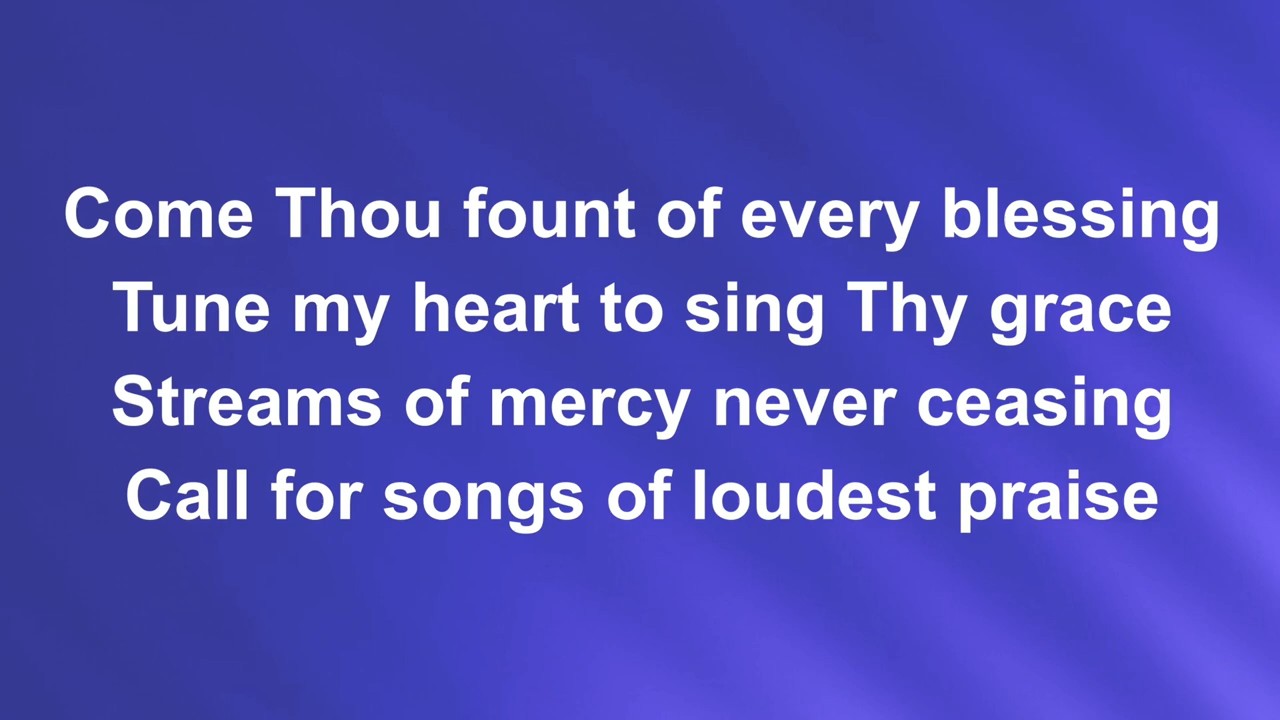 Come Thou fount of every blessing
Tune my heart to sing Thy grace
Streams of mercy never ceasing
Call for songs of loudest praise